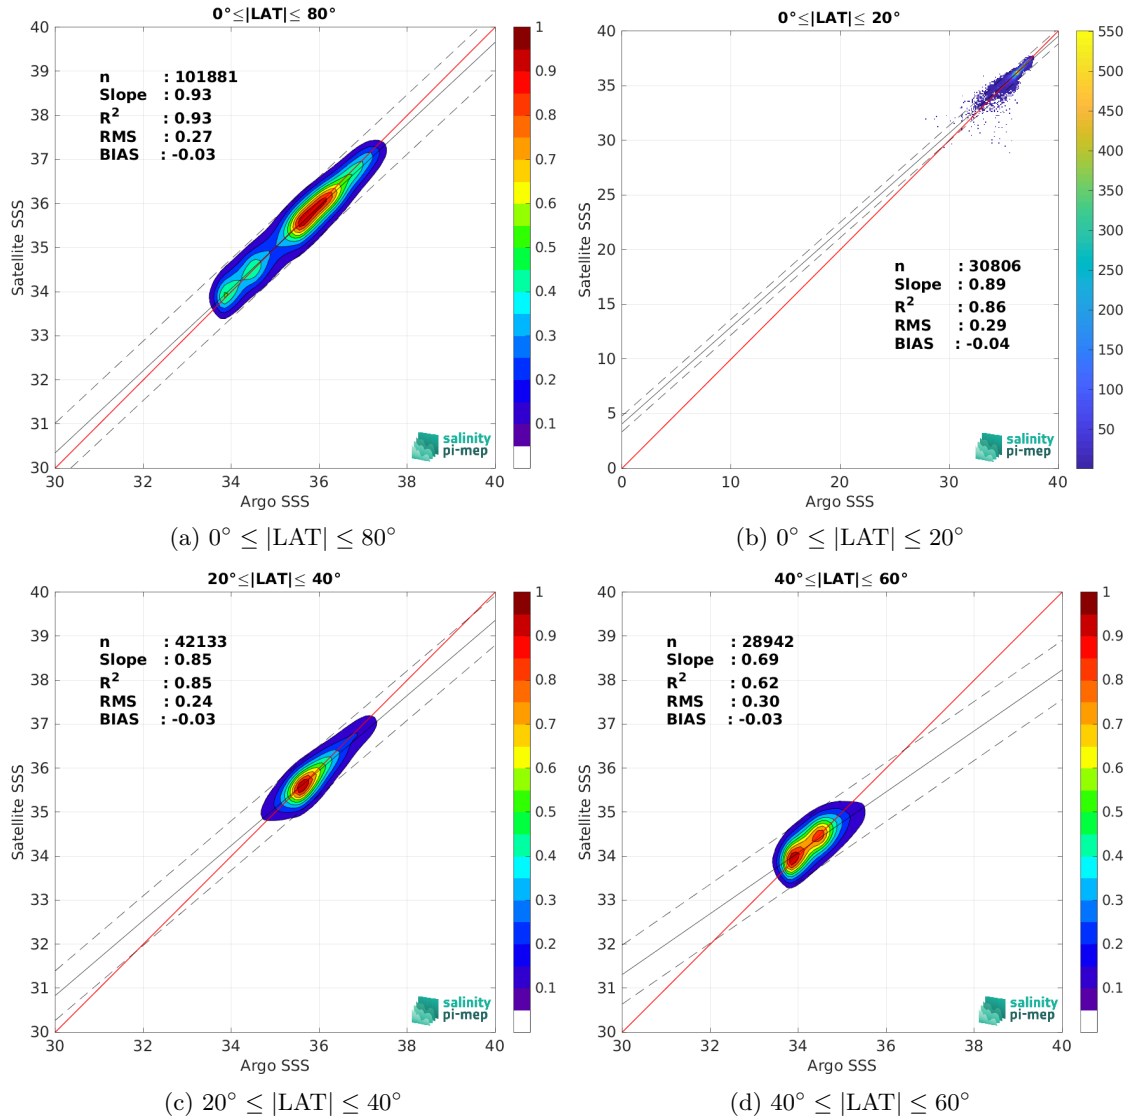 0°≤|LAT|≤ 80°
40
39
38
37
36
35
34
33
32
31
30
30 32 34 36 38 40
Satellite SSS
Argo SSS
n : 101881
Slope : 0.93
R² : 0.93
RMS : 0.27
BIAS : -0.03
1
0.9
0.8
0.7
0.6
0.5
0.4
0.3
0.2
0.1
salinity
pi-mep
(a) 0° ≤ |LAT| ≤ 80°
0°≤|LAT|≤ 20°
40
35
30
25
20
15
10
5
0
0 10 20 30 40
Satellite SSS
Argo SSS
n : 30806
Slope : 0.89
R² : 0.86
RMS : 0.29
BIAS : -0.04
550
500
450
400
350
300
250
200
150
100
50
salinity
pi-mep
(b) 0° ≤ |LAT| ≤ 20°
20°≤|LAT|≤ 40°
40
39
38
37
36
35
34
33
32
31
30
30 32 34 36 38 40
Satellite SSS
Argo SSS
n : 42133
Slope : 0.85
R² : 0.85
RMS : 0.24
BIAS : -0.03
1
0.9
0.8
0.7
0.6
0.5
0.4
0.3
0.2
0.1
salinity
pi-mep
(c) 20° ≤ |LAT| ≤ 40°
40°≤|LAT|≤ 60°
40
39
38
37
36
35
34
33
32
31
30
30 32 34 36 38 40
Satellite SSS
Argo SSS
n : 28942
Slope : 0.69
R² : 0.62
RMS : 0.30
BIAS : -0.03
1
0.9
0.8
0.7
0.6
0.5
0.4
0.3
0.2
0.1
salinity
pi-mep
(d) 40° ≤ |LAT| ≤ 60°